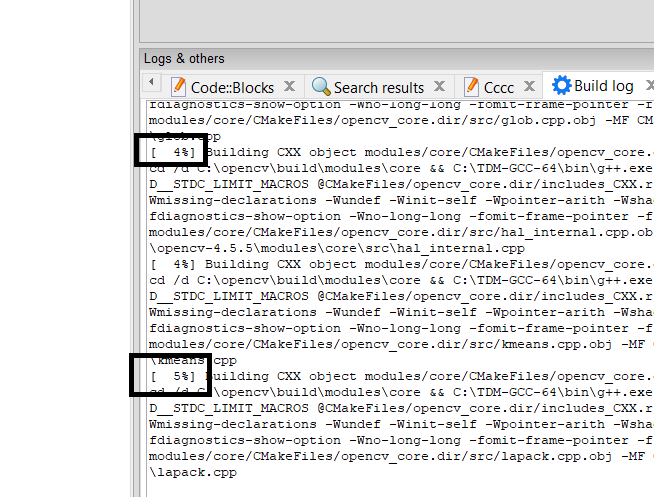 Logs & others
Code::Blocks Search results Cccc Build log
fdiagnostics-show-option -Wno-long-long -fomit-frame-pointer -f
modules/core/CMakeFiles/opencv_core.dir/src/glob.cpp.obj -MF CM
\glob.cpp
[  4%] Building CXX object modules/core/CMakeFiles/opencv_core.
cd /d C:\opencv\build\modules\core && C:\TDM-GCC-64\bin\g++.exe
D__STDC_LIMIT_MACROS @CMakeFiles/opencv_core.dir/includes_CXX.r
Wmissing-declarations -Wundef -Winit-self -Wpointer-arith -Wsha
fdiagnostics-show-option -Wno-long-long -fomit-frame-pointer -f
modules/core/CMakeFiles/opencv_core.dir/src/hal_internal.cpp.ob
\opencv-4.5.5\modules\core\src\hal_internal.cpp
[  4%] Building CXX object modules/core/CMakeFiles/opencv_core.
cd /d C:\opencv\build\modules\core && C:\TDM-GCC-64\bin\g++.exe
D__STDC_LIMIT_MACROS @CMakeFiles/opencv_core.dir/includes_CXX.r
Wmissing-declarations -Wundef -Winit-self -Wpointer-arith -Wsha
fdiagnostics-show-option -Wno-long-long -fomit-frame-pointer -f
modules/core/CMakeFiles/opencv_core.dir/src/kmeans.cpp.obj -MF
\kmeans.cpp
[  5%] Building CXX object modules/core/CMakeFiles/opencv_core.
cd /d C:\opencv\build\modules\core && C:\TDM-GCC-64\bin\g++.exe
D__STDC_LIMIT_MACROS @CMakeFiles/opencv_core.dir/includes_CXX.r
Wmissing-declarations -Wundef -Winit-self -Wpointer-arith -Wsha
fdiagnostics-show-option -Wno-long-long -fomit-frame-pointer -f
modules/core/CMakeFiles/opencv_core.dir/src/lapack.cpp.obj -MF
\lapack.cpp